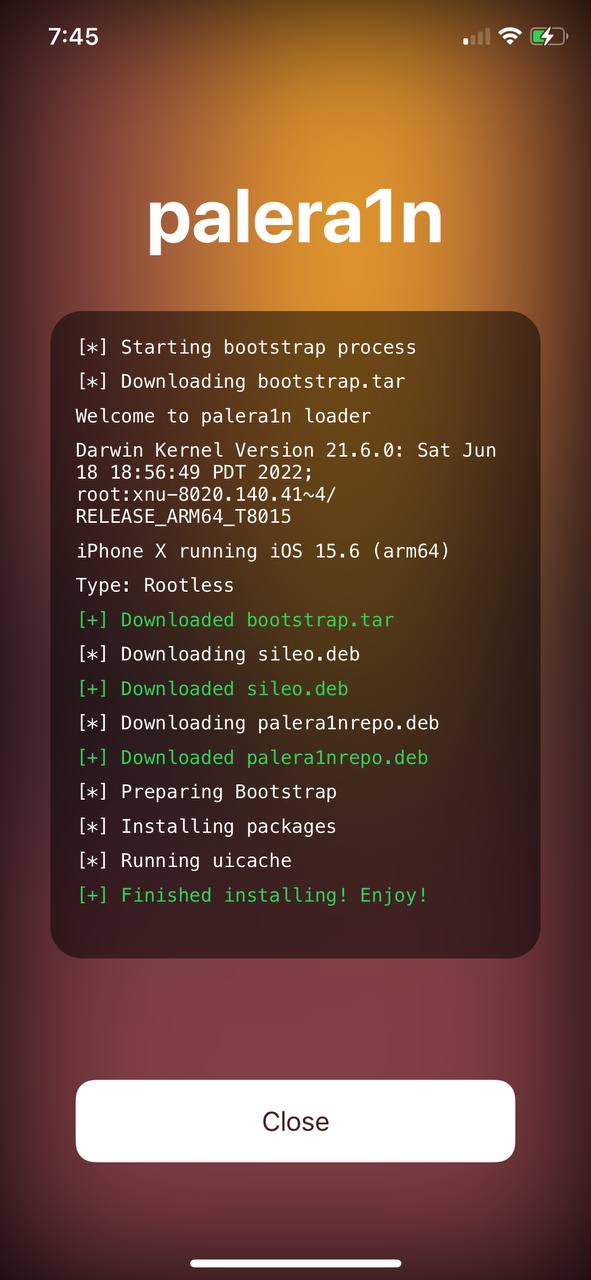 7:45
palera1n
[*] Starting bootstrap process
[*] Downloading bootstrap.tar
Welcome to palera1n loader
Darwin Kernel Version 21.6.0: Sat Jun
18 18:56:49 PDT 2022;
root:xnu-8020.140.41~4/
RELEASE_ARM64_T8015
iPhone X running iOS 15.6 (arm64)
Type: Rootless
[+] Downloaded bootstrap.tar
[*] Downloading sileo.deb
[+] Downloaded sileo.deb
[*] Downloading palera1nrepo.deb
[+] Downloaded palera1nrepo.deb
[*] Preparing Bootstrap
[*] Installing packages
[*] Running uicache
[+] Finished installing! Enjoy!
Close